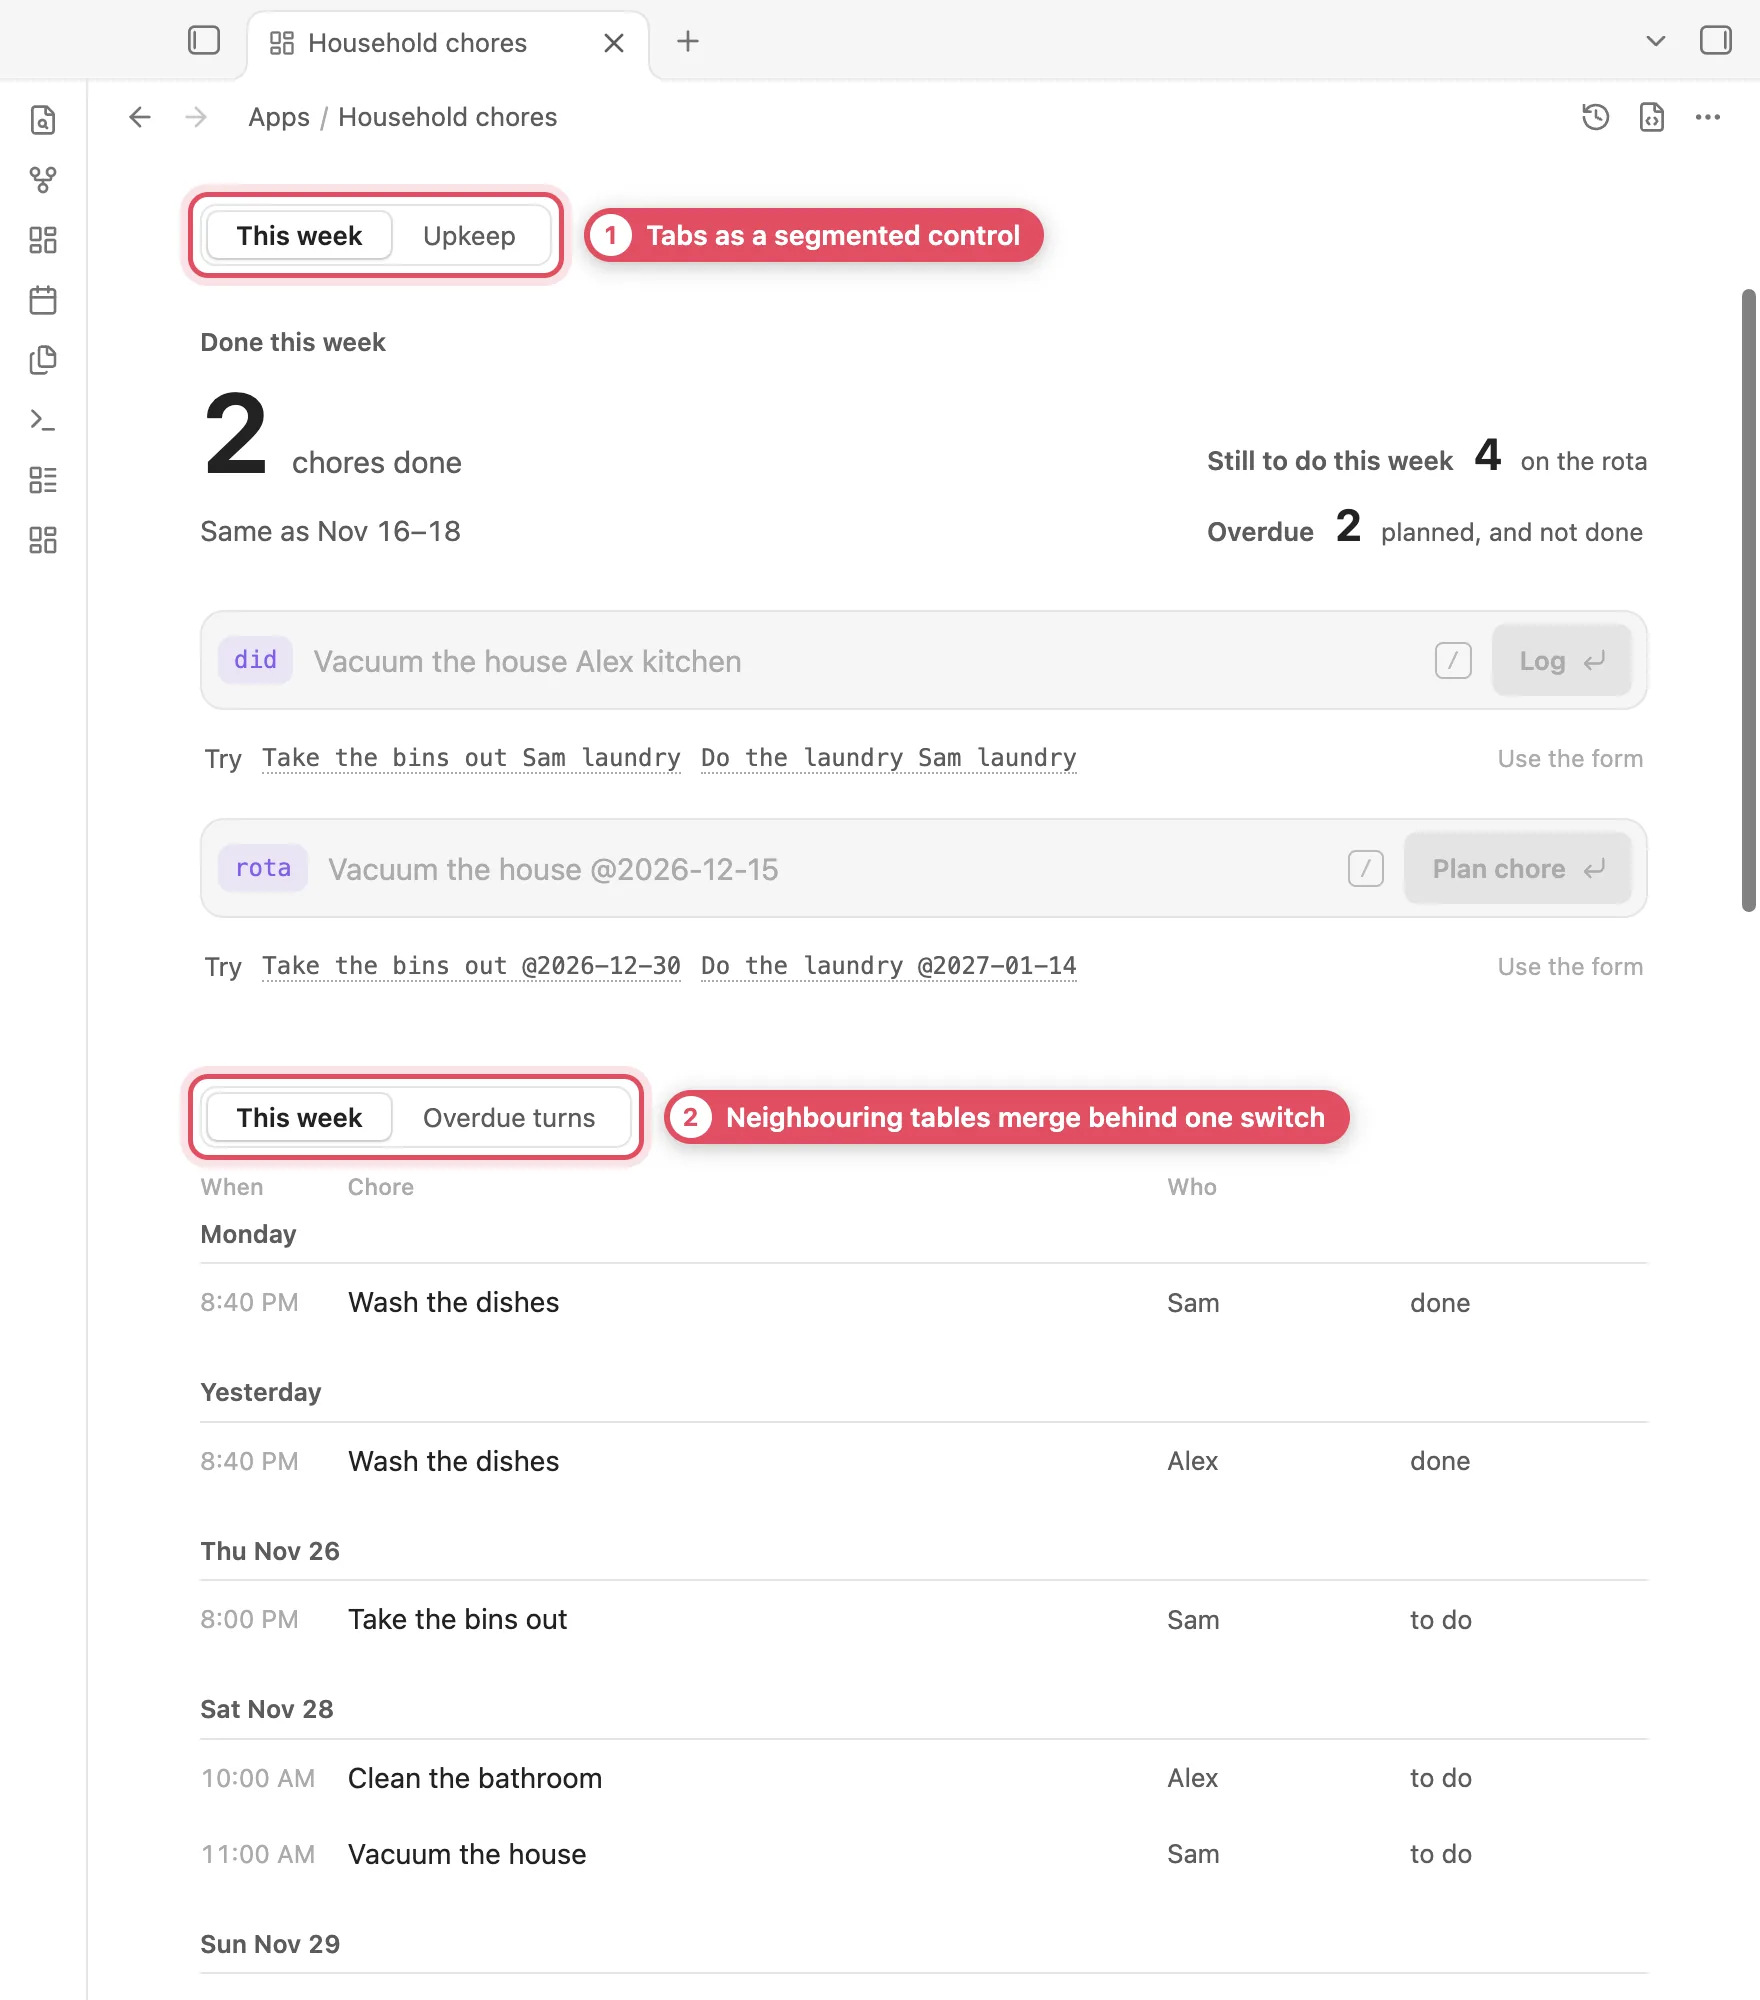 Household chores
Apps / Household chores
This week Upkeep
1 Tabs as a segmented control
Done this week
2 chores done
Still to do this week 4 on the rota
Same as Nov 16–18
Overdue 2 planned, and not done
did Vacuum the house Alex kitchen / Log
Try Take the bins out Sam laundry Do the laundry Sam laundry Use the form
rota Vacuum the house @2026-12-15 / Plan chore
Try Take the bins out @2026-12-30 Do the laundry @2027-01-14 Use the form
This week Overdue turns
2 Neighbouring tables merge behind one switch
When Chore Who
Monday
8:40 PM Wash the dishes Sam done
Yesterday
8:40 PM Wash the dishes Alex done
Thu Nov 26
8:00 PM Take the bins out Sam to do
Sat Nov 28
10:00 AM Clean the bathroom Alex to do
11:00 AM Vacuum the house Sam to do
Sun Nov 29